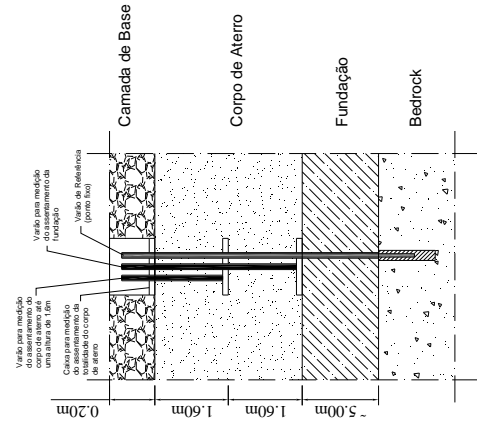 Varão para medição
do assentamento do
corpo de aterro até
uma altura de 1.6m
Varão para medição
do assentamento da
fundação
Varão de Referência
(ponto fixo)
Caixa para medição
do assentamento da
totalidade do corpo
de aterro
Camada de Base
Corpo de Aterro
Fundação
Bedrock
0.20m
1.60m
1.60m
~5.00m